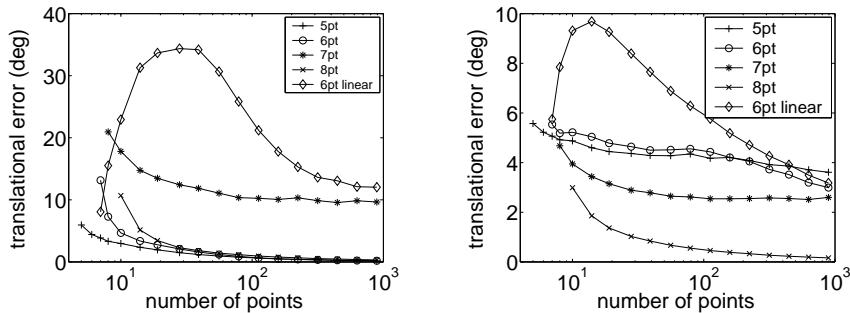 40
30
20
10
0
translational error (deg)
10^1
10^2
10^3
number of points
5pt
6pt
7pt
8pt
6pt linear
10
8
6
4
2
0
translational error (deg)
10^1
10^2
10^3
number of points
5pt
6pt
7pt
8pt
6pt linear